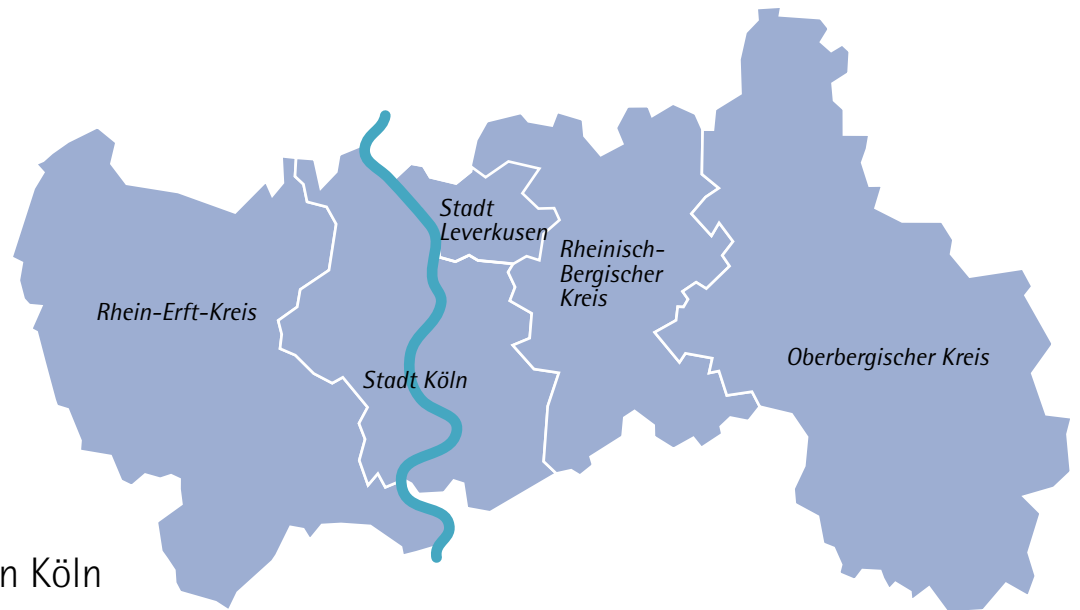 Stadt
Leverkusen
Rheinisch-
Bergischer
Kreis
Rhein-Erft-Kreis
Oberbergischer Kreis
Stadt Köln
n Köln